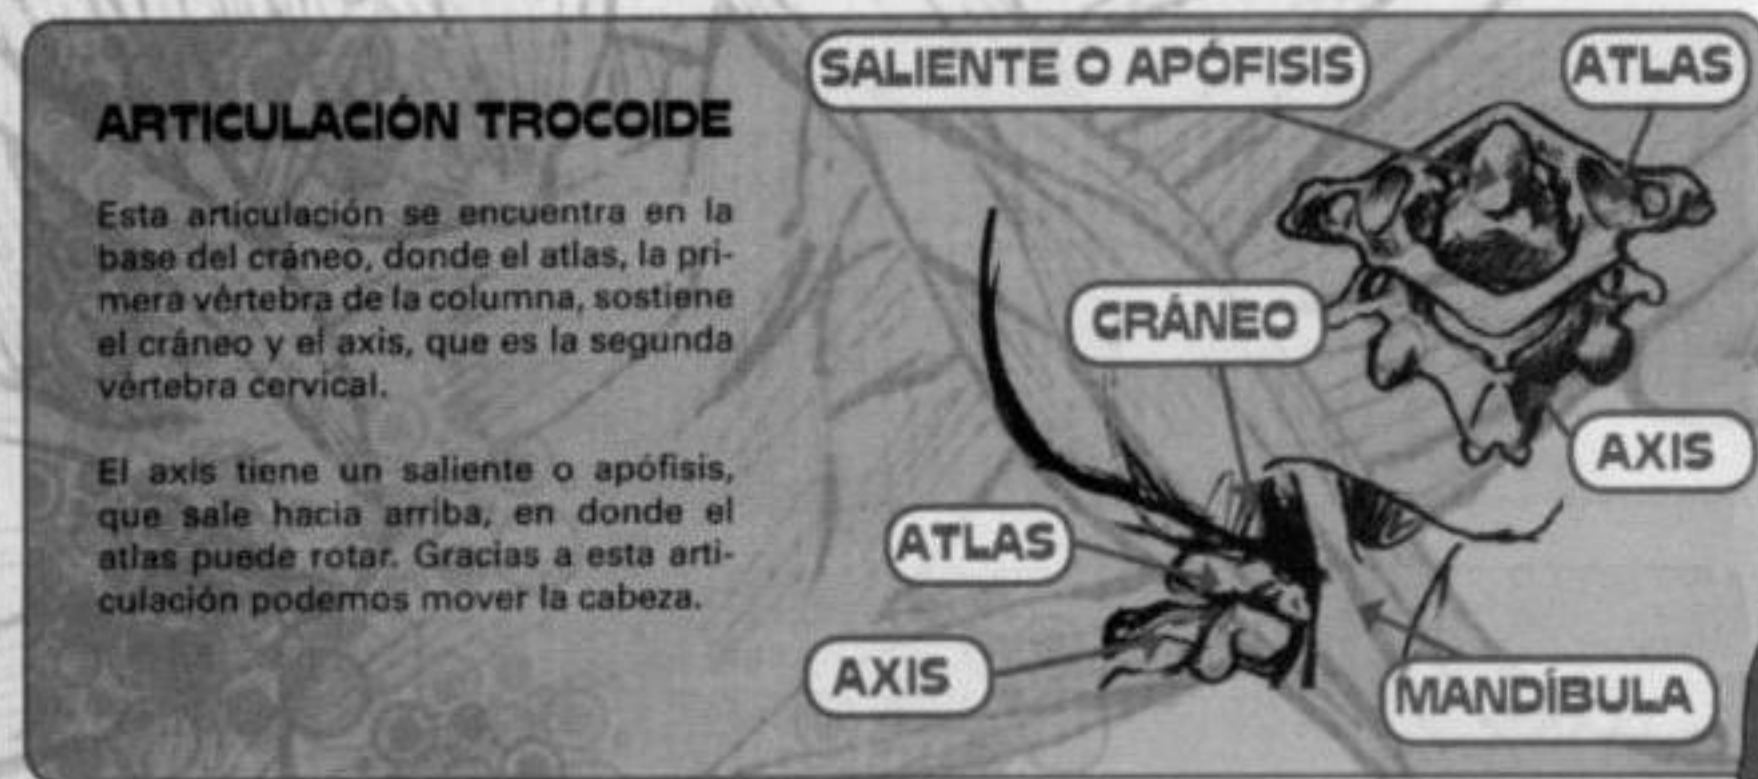 ARTICULACIÓN TROCOIDE
Esta articulación se encuentra en la
base del cráneo, donde el atlas, la pri-
mera vértebra de la columna, sostiene
el cráneo y el axis, que es la segunda
vértebra cervical.
El axis tiene un saliente o apófisis,
que sale hacia arriba, en donde el
atlas puede rotar. Gracias a esta arti-
culación podemos mover la cabeza.
SALIENTE O APÓFISIS
ATLAS
CRÁNEO
AXIS
ATLAS
AXIS
MANDÍBULA